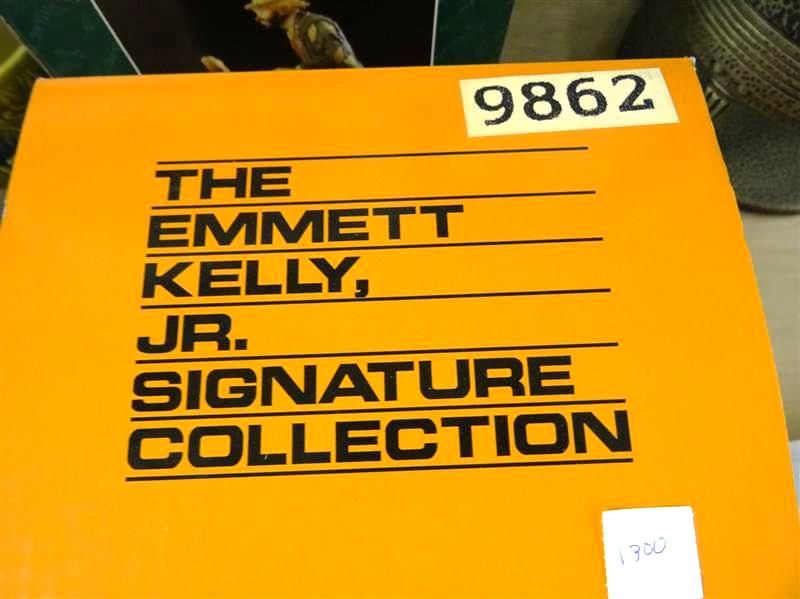 9862
THE
EMMETT
KELLY,
JR.
SIGNATURE
COLLECTION
1300